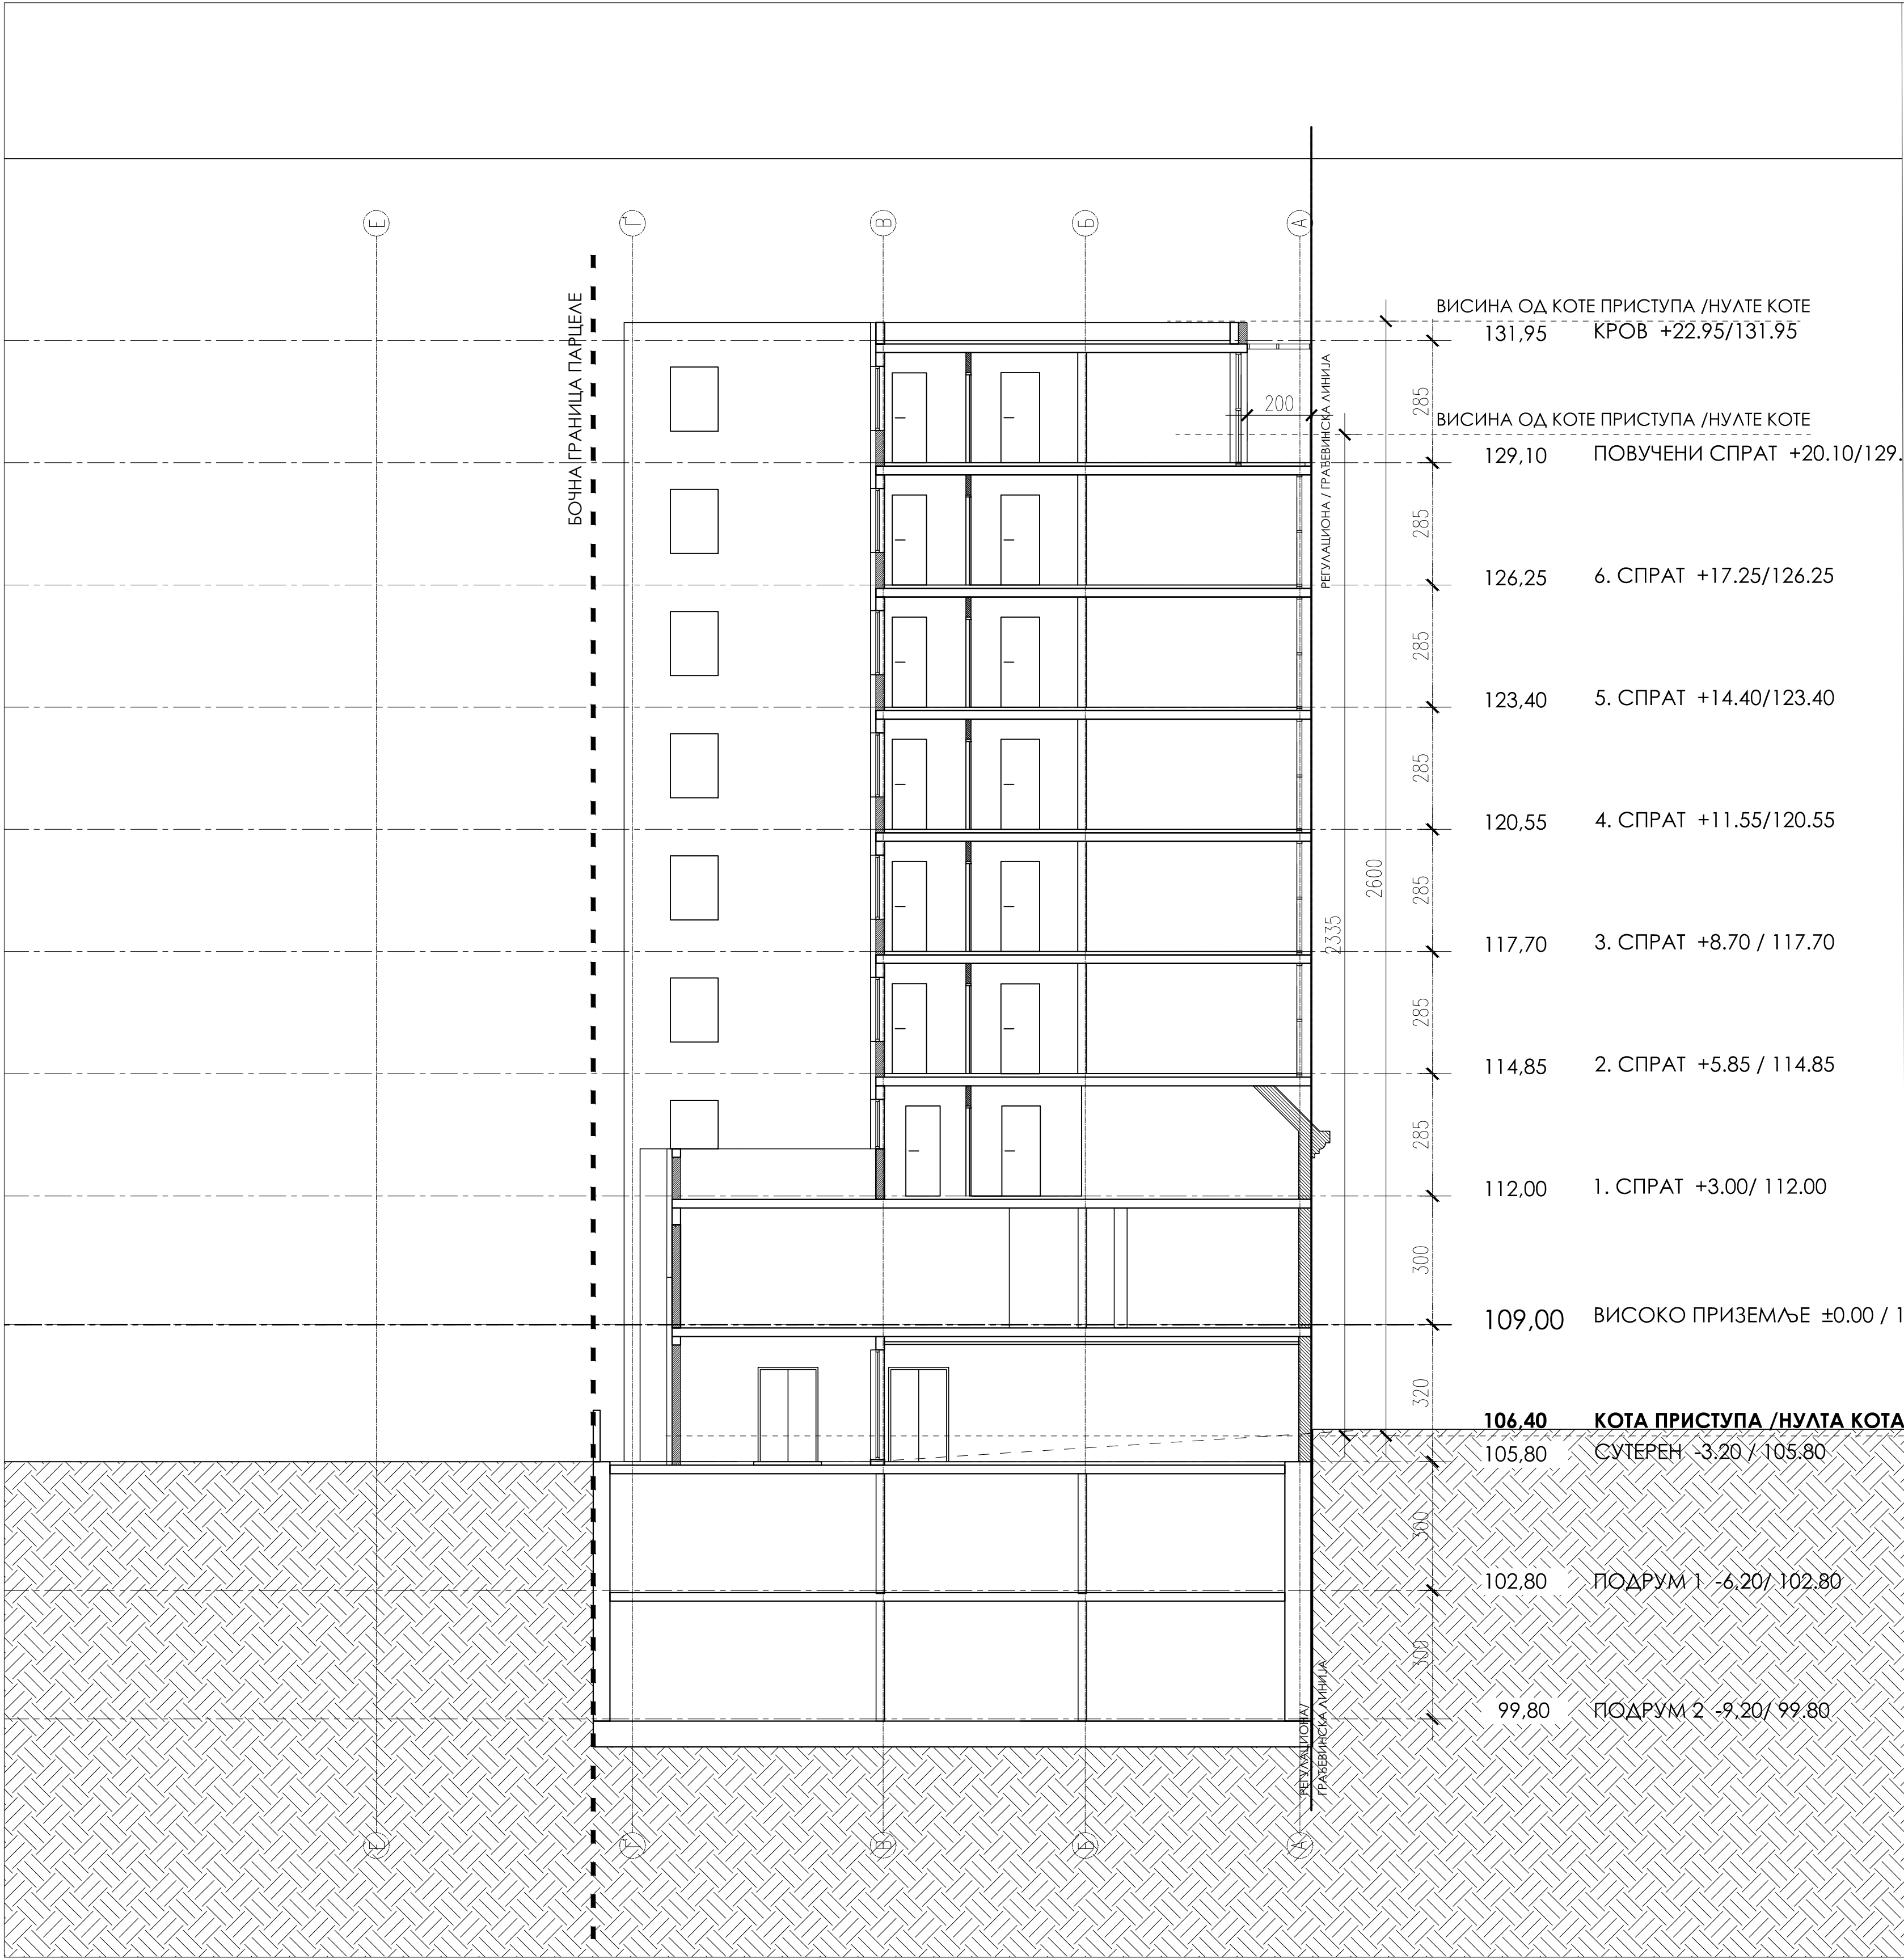 Е Г В Б А
БОЧНА ГРАНИЦА ПАРЦЕЛЕ
РЕГУЛАЦИОНА / ГРАЂЕВИНСКА ЛИНИЈА
ВИСИНА ОД КОТЕ ПРИСТУПА /НУЛТЕ КОТЕ
131,95 КРОВ +22.95/131.95
285
200
ВИСИНА ОД КОТЕ ПРИСТУПА /НУЛТЕ КОТЕ
129,10 ПОВУЧЕНИ СПРАТ +20.10/129.
285
126,25 6. СПРАТ +17.25/126.25
285
123,40 5. СПРАТ +14.40/123.40
285
120,55 4. СПРАТ +11.55/120.55
285
2600
2335
117,70 3. СПРАТ +8.70 / 117.70
285
114,85 2. СПРАТ +5.85 / 114.85
285
112,00 1. СПРАТ +3.00/ 112.00
300
109,00 ВИСОКО ПРИЗЕМЉЕ ±0.00 / 1
320
106,40 КОТА ПРИСТУПА /НУЛТА КОТА
105,80 СУТЕРЕН -3.20 / 105.80
300
102,80 ПОДРУМ 1 -6,20/ 102.80
300
99,80 ПОДРУМ 2 -9,20/ 99.80
РЕГУЛАЦИОНА/
ГРАЂЕВИНСКА ЛИНИЈА
Е Г В Б А